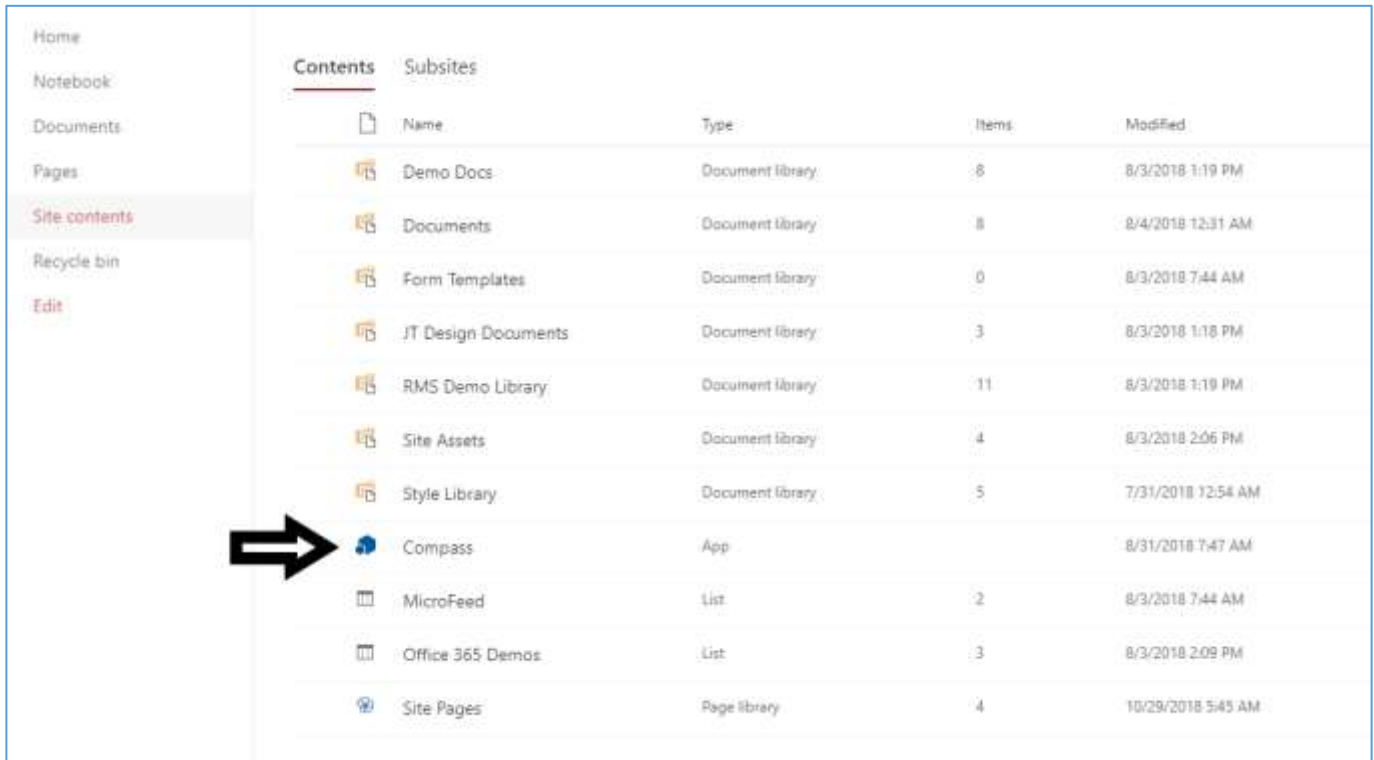 Home
Notebook
Documents
Pages
Site contents
Recycle bin
Edit
Contents Subsites
Name Type Items Modified
Demo Docs Document library 8 8/3/2018 1:19 PM
Documents Document library 8 8/4/2018 12:31 AM
Form Templates Document library 0 8/3/2018 7:44 AM
JT Design Documents Document library 3 8/3/2018 1:18 PM
RMS Demo Library Document library 11 8/3/2018 1:19 PM
Site Assets Document library 4 8/3/2018 2:06 PM
Style Library Document library 5 7/31/2018 12:54 AM
Compass App 8/31/2018 7:47 AM
MicroFeed List 2 8/3/2018 7:44 AM
Office 365 Demos List 3 8/3/2018 2:09 PM
Site Pages Page library 4 10/29/2018 5:45 AM